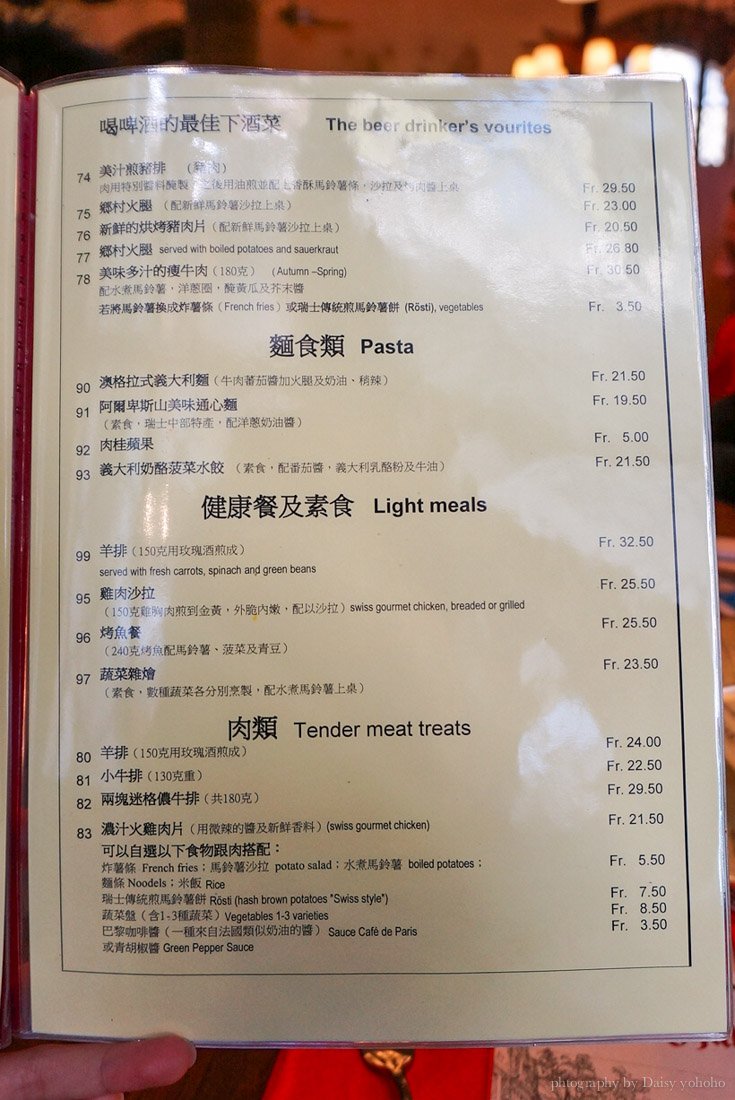 喝啤酒的最佳下酒菜 The beer drinker's vourites
74 美汁煎豬排 （豬肉） Fr. 29.50
肉用特別醬料醃製，之後用油煎並配上香酥馬鈴薯條，沙拉及烤肉醬上桌
75 鄉村火腿 （配新鮮馬鈴薯沙拉上桌） Fr. 23.00
76 新鮮的烘烤豬肉片（配新鮮馬鈴薯沙拉上桌） Fr. 20.50
77 鄉村火腿 served with boiled potatoes and sauerkraut Fr. 26.80
78 美味多汁的瘦牛肉（180克） （Autumn –Spring) Fr. 30.50
配水煮馬鈴薯，洋蔥圈，醃黃瓜及芥末醬
若將馬鈴薯換成炸薯條（French fries）或瑞士傳統煎馬鈴薯餅 (Rösti), vegetables Fr. 3.50
麵食類 Pasta
90 澳格拉式義大利麵（牛肉蕃茄醬加火腿及奶油、稍辣） Fr. 21.50
91 阿爾卑斯山美味通心麵 Fr. 19.50
（素食，瑞士中部特產，配洋蔥奶油醬）
92 肉桂蘋果 Fr. 5.00
93 義大利奶酪菠菜水餃 （素食，配番茄醬，義大利乳酪粉及牛油） Fr. 21.50
健康餐及素食 Light meals
99 羊排（150克用玫瑰酒煎成） Fr. 32.50
served with fresh carrots, spinach and green beans
95 雞肉沙拉 Fr. 25.50
（150克雞胸肉煎到金黃，外脆內嫩，配以沙拉）swiss gourmet chicken, breaded or grilled
96 烤魚餐 Fr. 25.50
（240克烤魚配馬鈴薯、菠菜及青豆）
97 蔬菜雜燴 Fr. 23.50
（素食，數種蔬菜各分別烹製，配水煮馬鈴薯上桌）
肉類 Tender meat treats
80 羊排（150克用玫瑰酒煎成） Fr. 24.00
81 小牛排（130克重） Fr. 22.50
82 兩塊迷格儂牛排（共180克） Fr. 29.50
83 濃汁火雞肉片（用微辣的醬及新鮮香料）(swiss gourmet chicken) Fr. 21.50
可以自選以下食物跟肉搭配：
炸薯條 French fries；馬鈴薯沙拉 potato salad；水煮馬鈴薯 boiled potatoes； Fr. 5.50
麵條 Noodels；米飯 Rice
瑞士傳統煎馬鈴薯餅 Rösti (hash brown potatoes "Swiss style") Fr. 7.50
蔬菜盤（含1-3種蔬菜）Vegetables 1-3 varieties Fr. 8.50
巴黎咖啡醬（一種來自法國類似奶油的醬） Sauce Cafè de Paris Fr. 3.50
或青胡椒醬 Green Pepper Sauce
phtography by Daisy yohoho